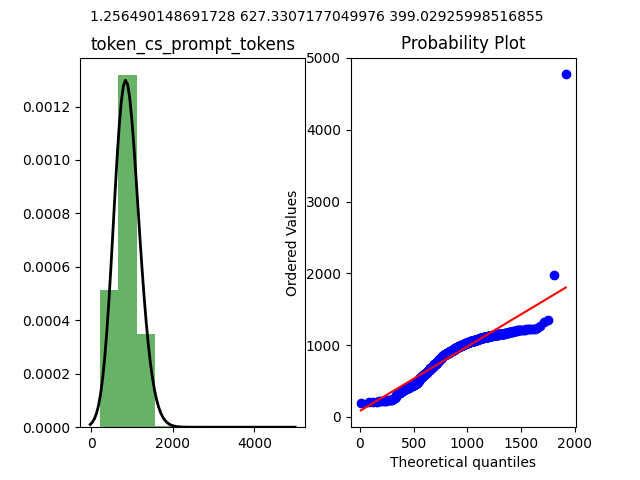 1.256490148691728 627.3307177049976 399.02925998516855
token_cs_prompt_tokens
0.0012
0.0010
0.0008
0.0006
0.0004
0.0002
0.0000
0 2000 4000
Probability Plot
Ordered Values
5000
4000
3000
2000
1000
0
0 500 1000 1500 2000
Theoretical quantiles